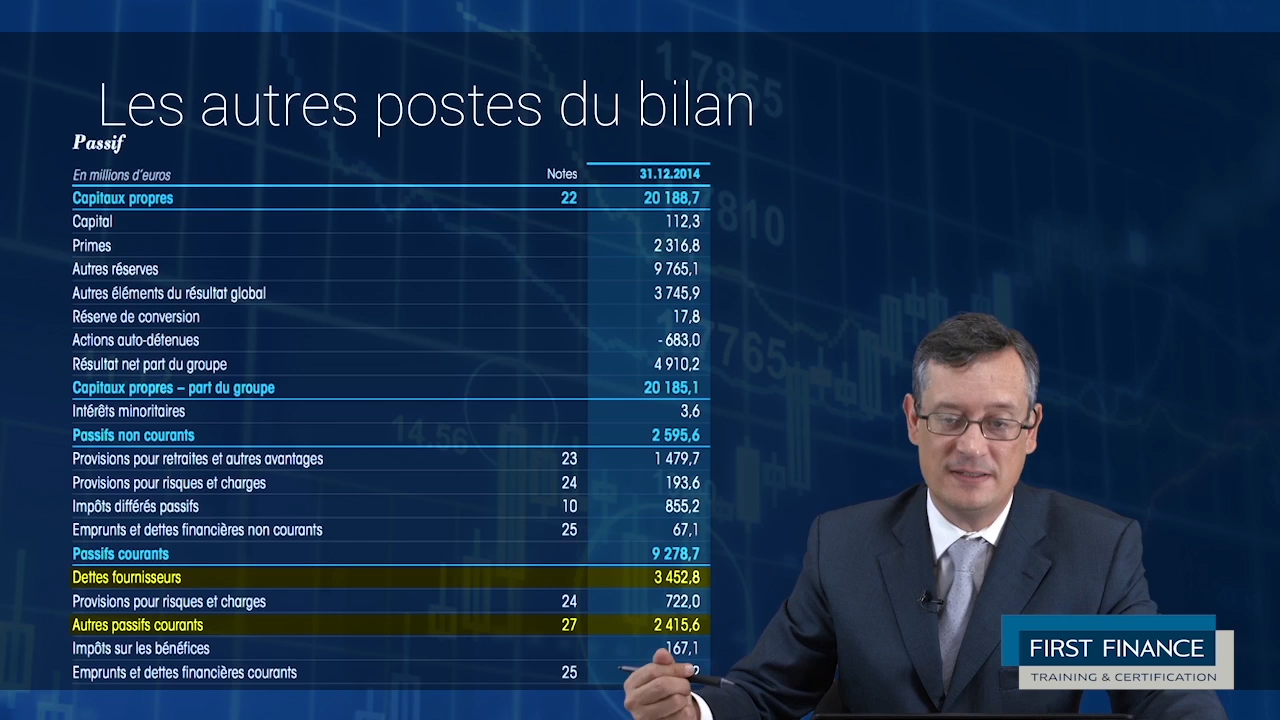 Les autres postes du bilan
Passif
En millions d'euros Notes 31.12.2014
Capitaux propres 22 20 188,7
Capital 112,3
Primes 2 316,8
Autres réserves 9 765,1
Autres éléments du résultat global 3 745,9
Réserve de conversion 17,8
Actions auto-détenues - 683,0
Résultat net part du groupe 4 910,2
Capitaux propres – part du groupe 20 185,1
Intérêts minoritaires 3,6
Passifs non courants 2 595,6
Provisions pour retraites et autres avantages 23 1 479,7
Provisions pour risques et charges 24 193,6
Impôts différés passifs 10 855,2
Emprunts et dettes financières non courants 25 67,1
Passifs courants 9 278,7
Dettes fournisseurs 3 452,8
Provisions pour risques et charges 24 722,0
Autres passifs courants 27 2 415,6
Impôts sur les bénéfices 167,1
Emprunts et dettes financières courants 25
1,7855
7810
7765
14.56
FIRST FINANCE
TRAINING & CERTIFICATION